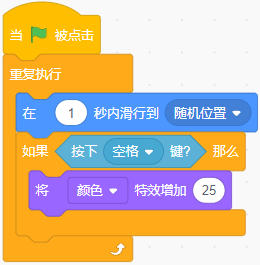 当 被点击
重复执行
在 1 秒内滑行到 随机位置
如果 按下 空格 键? 那么
将 颜色 特效增加 25